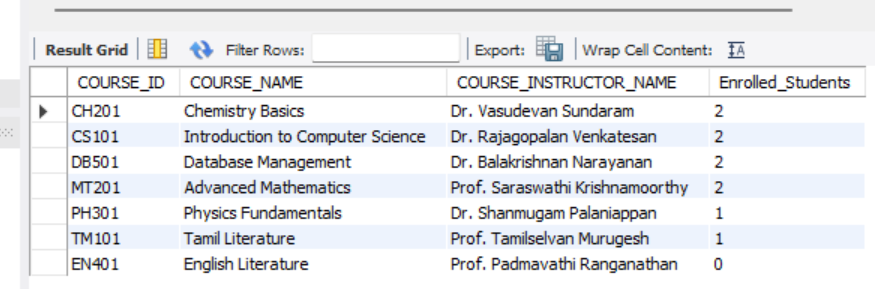 Result Grid Filter Rows: Export: Wrap Cell Content: IA
COURSE_ID COURSE_NAME COURSE_INSTRUCTOR_NAME Enrolled_Students
CH201 Chemistry Basics Dr. Vasudevan Sundaram 2
CS101 Introduction to Computer Science Dr. Rajagopalan Venkatesan 2
DB501 Database Management Dr. Balakrishnan Narayanan 2
MT201 Advanced Mathematics Prof. Saraswathi Krishnamoorthy 2
PH301 Physics Fundamentals Dr. Shanmugam Palaniappan 1
TM101 Tamil Literature Prof. Tamilselvan Murugesh 1
EN401 English Literature Prof. Padmavathi Ranganathan 0